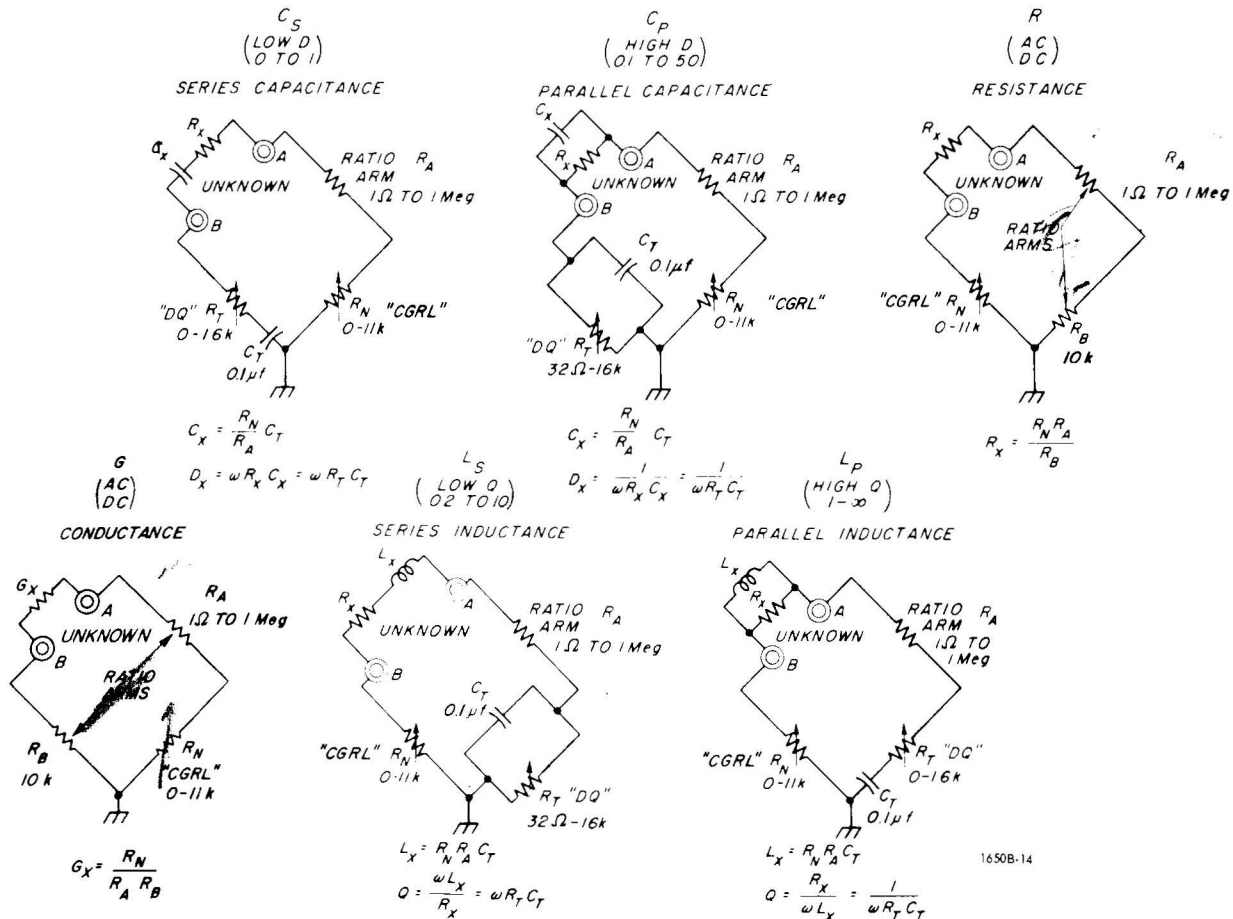 C_S
(LOW D
0 TO 1)
SERIES CAPACITANCE
C_X
R_X
A
UNKNOWN
B
RATIO R_A
ARM
1Ω TO 1 Meg
"DQ" R_T
0-16k
C_T
0.1µf
R_N "CGRL"
0-11k
C_X = R_N/R_A C_T
D_X = ωR_X C_X = ωR_T C_T
C_P
(HIGH D
0.1 TO 50)
PARALLEL CAPACITANCE
C_X
R_X
A
UNKNOWN
B
RATIO R_A
ARM
1Ω TO 1 Meg
C_T
0.1µf
"DQ" R_T
32Ω-16k
R_N "CGRL"
0-11k
C_X = R_N/R_A C_T
D_X = 1/ωR_X C_X = 1/ωR_T C_T
R
(AC
DC)
RESISTANCE
R_X
A
UNKNOWN
B
R_A
1Ω TO 1 Meg
RATIO
ARMS
"CGRL" R_N
0-11k
R_B
10k
R_X = R_N R_A/R_B
G
(AC
DC)
CONDUCTANCE
G_X
A
UNKNOWN
B
R_A
1Ω TO 1 Meg
RATIO
ARMS
R_B
10k
R_N
"CGRL"
0-11k
G_X = R_N/R_A R_B
L_S
(LOW Q
02 TO 10)
SERIES INDUCTANCE
L_X
R_X
A
UNKNOWN
B
RATIO R_A
ARM
1Ω TO 1 Meg
C_T
0.1µf
"CGRL" R_N
0-11k
R_T "DQ"
32Ω-16k
L_X = R_N R_A C_T
Q = ωL_X/R_X = ωR_T C_T
L_P
(HIGH Q
1-∞)
PARALLEL INDUCTANCE
L_X
R_X
A
UNKNOWN
B
RATIO R_A
ARM
1Ω TO
1Meg
"CGRL" R_N
0-11k
R_T "DQ"
0-16k
C_T
0.1µf
L_X = R_N R_A C_T
Q = R_X/ωL_X = 1/ωR_T C_T
1650B-14